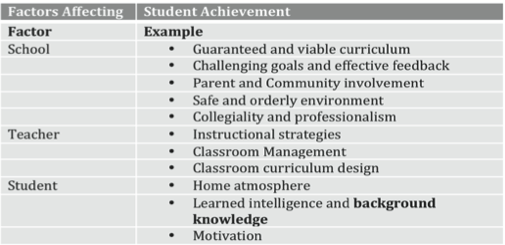 Factors Affecting Student Achievement
Factor Example
School • Guaranteed and viable curriculum
• Challenging goals and effective feedback
• Parent and Community involvement
• Safe and orderly environment
• Collegiality and professionalism
Teacher • Instructional strategies
• Classroom Management
• Classroom curriculum design
Student • Home atmosphere
• Learned intelligence and background
knowledge
• Motivation